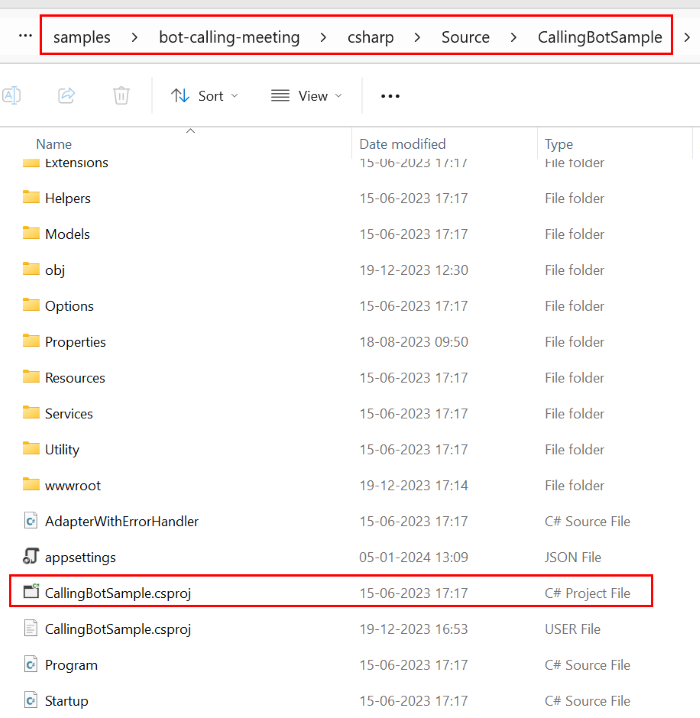 ... samples > bot-calling-meeting > csharp > Source > CallingBotSample >
A Sort View ...
Name Date modified Type
Extensions 15-06-2023 17:17 File folder
Helpers 15-06-2023 17:17 File folder
Models 15-06-2023 17:17 File folder
obj 19-12-2023 12:30 File folder
Options 15-06-2023 17:17 File folder
Properties 18-08-2023 09:50 File folder
Resources 15-06-2023 17:17 File folder
Services 15-06-2023 17:17 File folder
Utility 15-06-2023 17:17 File folder
wwwroot 19-12-2023 17:14 File folder
AdapterWithErrorHandler 15-06-2023 17:17 C# Source File
appsettings 05-01-2024 13:09 JSON File
CallingBotSample.csproj 15-06-2023 17:17 C# Project File
CallingBotSample.csproj 19-12-2023 16:53 USER File
Program 15-06-2023 17:17 C# Source File
Startup 15-06-2023 17:17 C# Source File